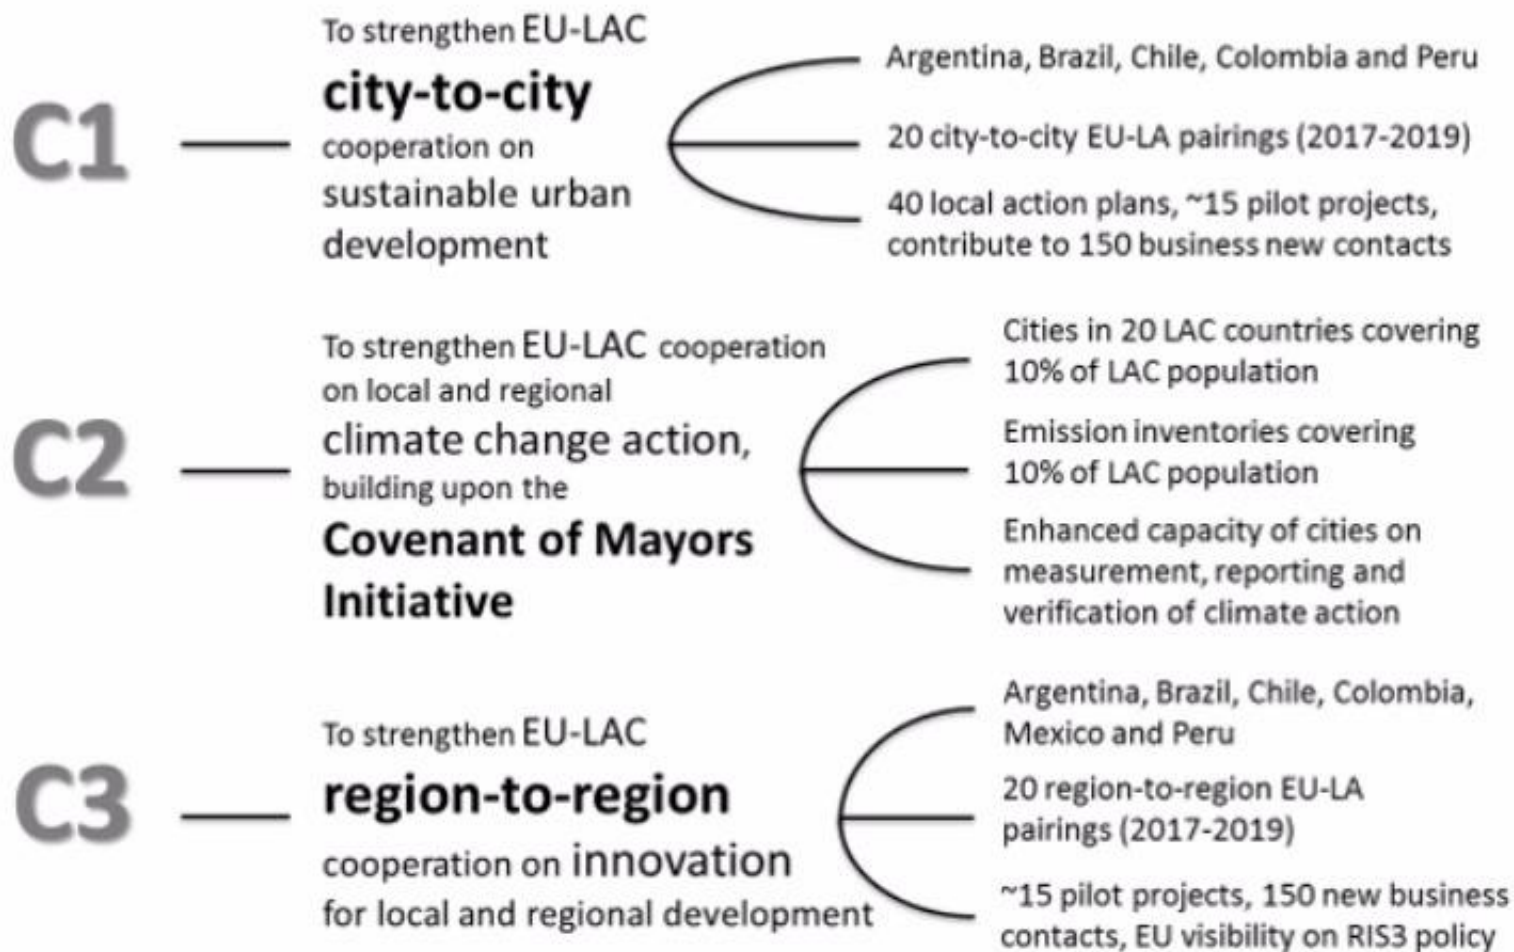 C1
To strengthen EU-LAC
city-to-city
cooperation on
sustainable urban
development
Argentina, Brazil, Chile, Colombia and Peru
20 city-to-city EU-LA pairings (2017-2019)
40 local action plans, ~15 pilot projects,
contribute to 150 business new contacts
C2
To strengthen EU-LAC cooperation
on local and regional
climate change action,
building upon the
Covenant of Mayors
Initiative
Cities in 20 LAC countries covering
10% of LAC population
Emission inventories covering
10% of LAC population
Enhanced capacity of cities on
measurement, reporting and
verification of climate action
C3
To strengthen EU-LAC
region-to-region
cooperation on innovation
for local and regional development
Argentina, Brazil, Chile, Colombia,
Mexico and Peru
20 region-to-region EU-LA
pairings (2017-2019)
~15 pilot projects, 150 new business
contacts, EU visibility on RIS3 policy